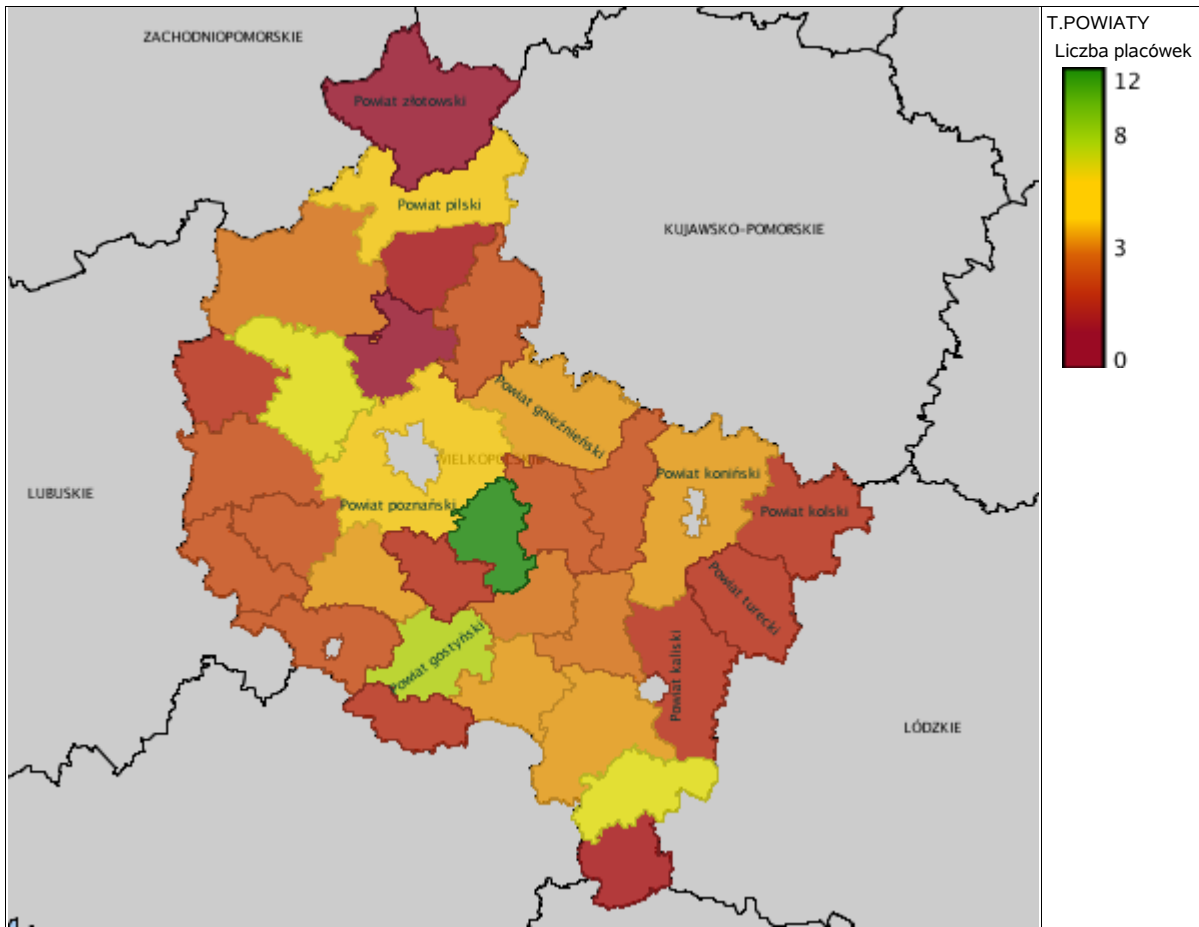 ZACHODNIOPOMORSKIE
Powiat złotowski
Powiat pilski
KUJAWSKO-POMORSKIE
Powiat gnieźnieński
WIELKOPOLSKIE
Powiat koniński
LUBUSKIE
Powiat poznański
Powiat kolski
Powiat turecki
Powiat gostyński
Powiat kaliski
LÓDZKIE
T.POWIATY
Liczba placówek
12
8
3
0